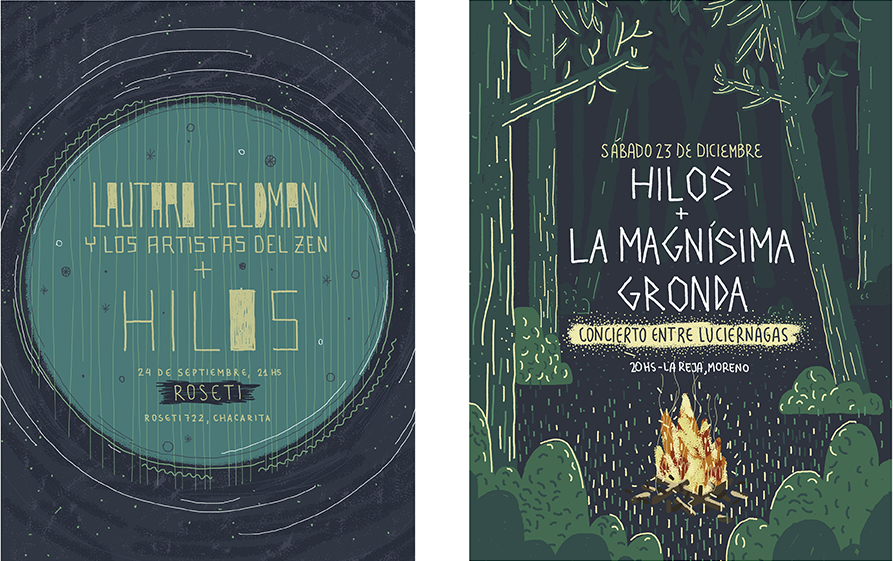 LAUTARO FELDMAN
Y LOS ARTISTAS DEL ZEN
+
HILOS
24 DE SEPTIEMBRE, 21 HS
ROSETI
ROSETI 722, CHACARITA
SÁBADO 23 DE DICIEMBRE
HILOS
+
LA MAGNÍSIMA
GRONDA
CONCIERTO ENTRE LUCIERNAGAS
20HS - LA REJA, MORENO